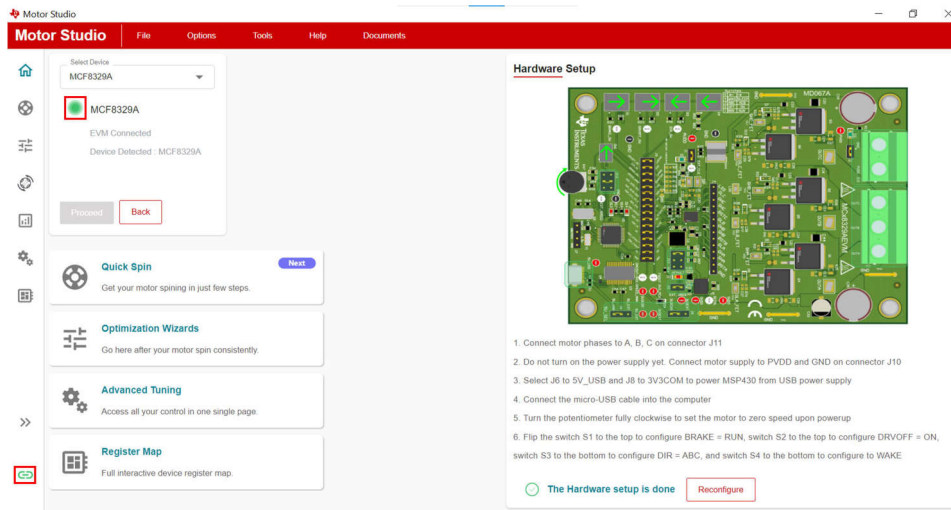 Motor Studio
Motor Studio
File
Options
Tools
Help
Documents
Select Device
MCF8329A
MCF8329A
EVM Connected
Device Detected : MCF8329A
Proceed
Back
Quick Spin
Next
Get your motor spining in just few steps.
Optimization Wizards
Go here after your motor spin consistently.
Advanced Tuning
Access all your control in one single page.
Register Map
Full interactive device register map.
Hardware Setup
MD067A
TEXAS
INSTRUMENTS
MCx8329AEVM
1. Connect motor phases to A, B, C on connector J11
2. Do not turn on the power supply yet. Connect motor supply to PVDD and GND on connector J10
3. Select J6 to 5V_USB and J8 to 3V3COM to power MSP430 from USB power supply
4. Connect the micro-USB cable into the computer
5. Turn the potentiometer fully clockwise to set the motor to zero speed upon powerup
6. Flip the switch S1 to the top to configure BRAKE = RUN, switch S2 to the top to configure DRVOFF = ON,
switch S3 to the bottom to configure DIR = ABC, and switch S4 to the bottom to configure to WAKE
The Hardware setup is done
Reconfigure